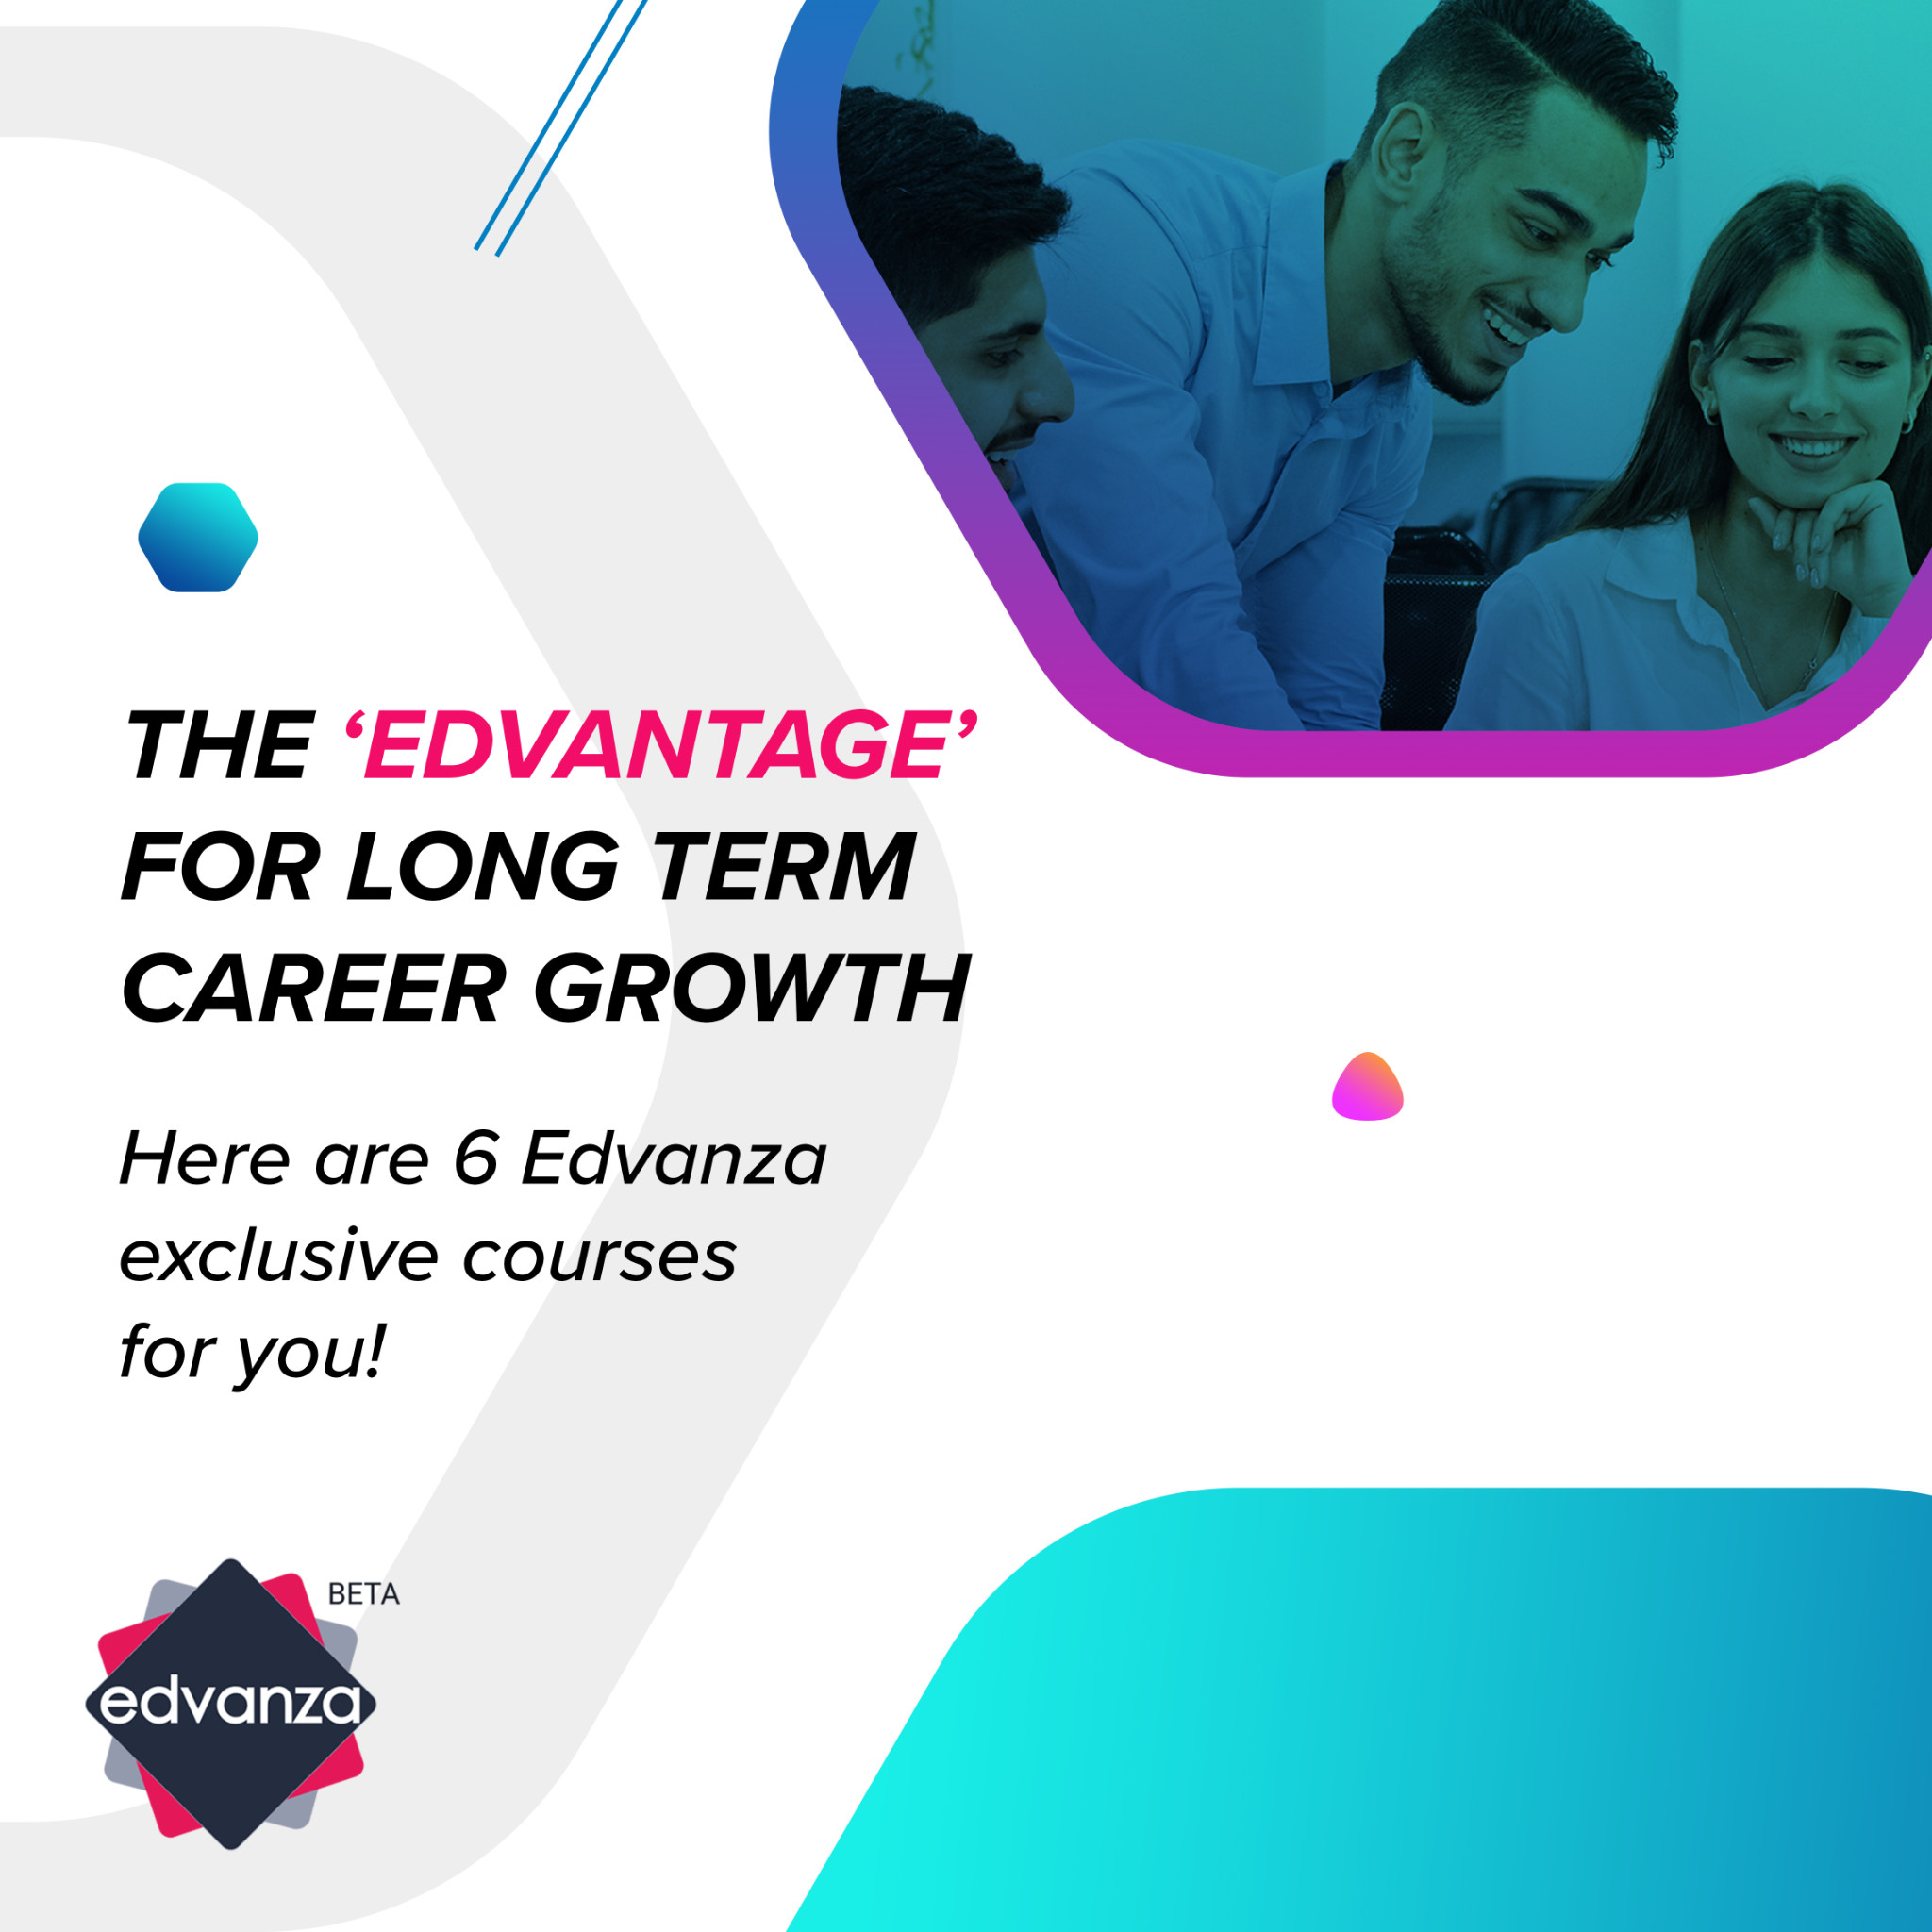 THE ‘EDVANTAGE’
FOR LONG TERM
CAREER GROWTH
Here are 6 Edvanza
exclusive courses
for you!
BETA
edvanza